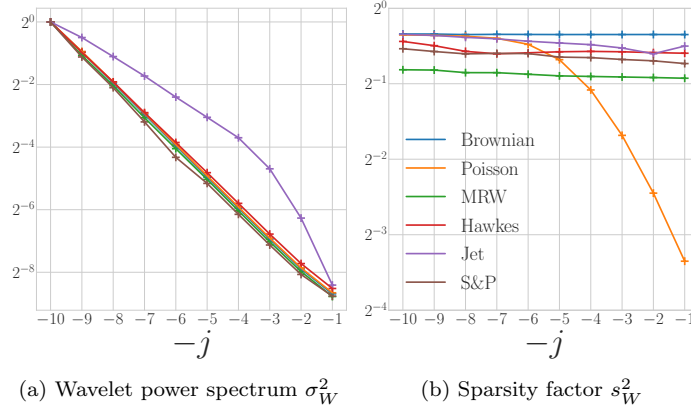 2^0
2^{-2}
2^{-4}
2^{-6}
2^{-8}
−10 −9 −8 −7 −6 −5 −4 −3 −2 −1
−j
(a) Wavelet power spectrum σ_W^2
2^0
2^{-1}
2^{-2}
2^{-3}
2^{-4}
Brownian
Poisson
MRW
Hawkes
Jet
S&P
−10 −9 −8 −7 −6 −5 −4 −3 −2 −1
−j
(b) Sparsity factor s_W^2